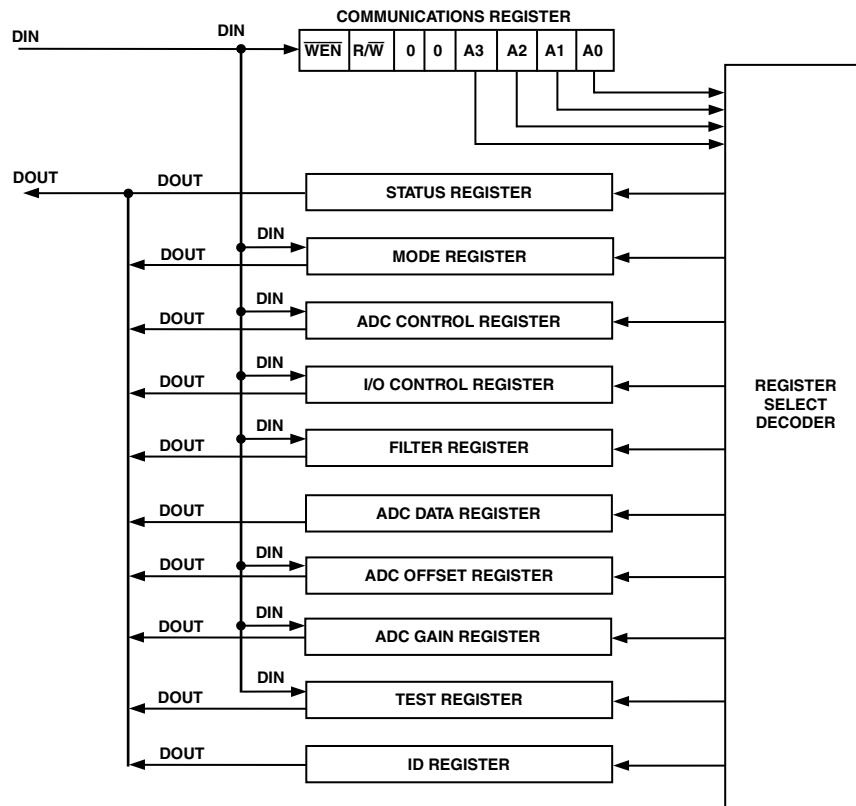 COMMUNICATIONS REGISTER
DIN
DIN
W̅E̅N̅ R/W̅ 0 0 A3 A2 A1 A0
DOUT
DOUT
STATUS REGISTER
DIN
DOUT
MODE REGISTER
DIN
DOUT
ADC CONTROL REGISTER
DIN
DOUT
I/O CONTROL REGISTER
DIN
DOUT
FILTER REGISTER
DOUT
ADC DATA REGISTER
DIN
DOUT
ADC OFFSET REGISTER
DIN
DOUT
ADC GAIN REGISTER
DIN
DOUT
TEST REGISTER
DOUT
ID REGISTER
REGISTER
SELECT
DECODER